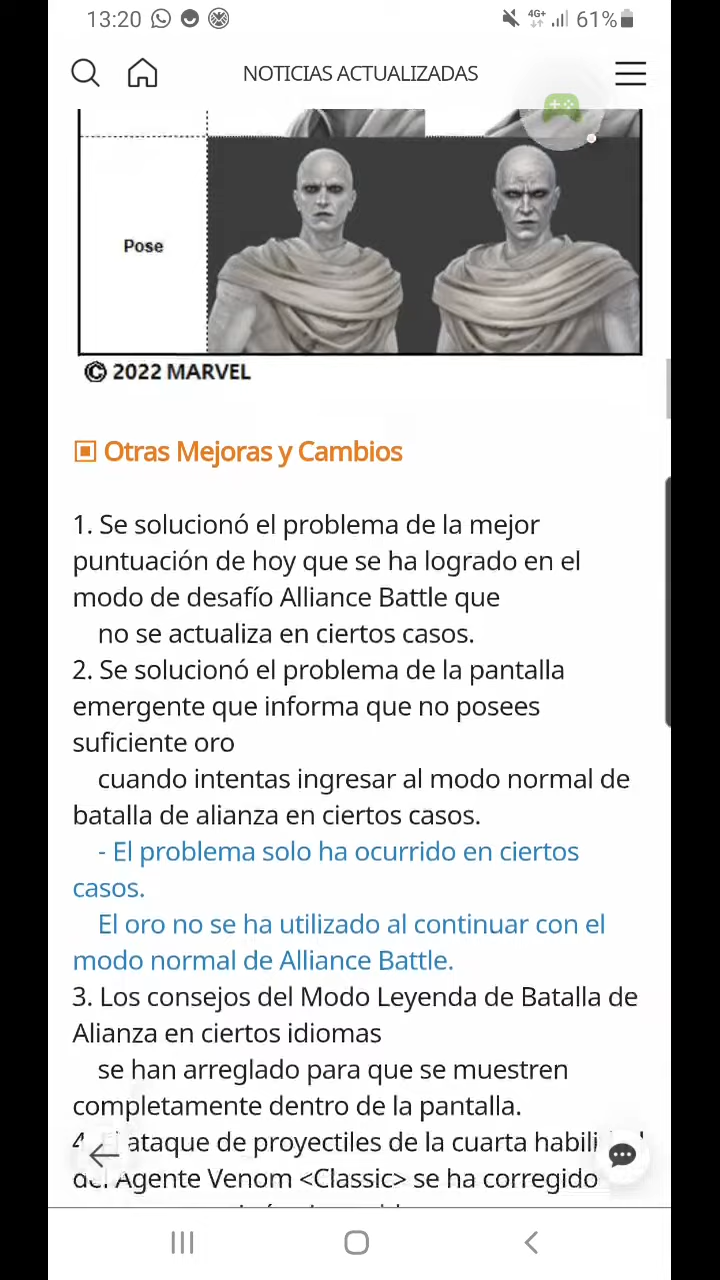 13:20
4G+
61%
NOTICIAS ACTUALIZADAS
Pose
© 2022 MARVEL
Otras Mejoras y Cambios
1. Se solucionó el problema de la mejor
puntuación de hoy que se ha logrado en el
modo de desafío Alliance Battle que
no se actualiza en ciertos casos.
2. Se solucionó el problema de la pantalla
emergente que informa que no posees
suficiente oro
cuando intentas ingresar al modo normal de
batalla de alianza en ciertos casos.
- El problema solo ha ocurrido en ciertos
casos.
El oro no se ha utilizado al continuar con el
modo normal de Alliance Battle.
3. Los consejos del Modo Leyenda de Batalla de
Alianza en ciertos idiomas
se han arreglado para que se muestren
completamente dentro de la pantalla.
4. El ataque de proyectiles de la cuarta
del Agente Venom <Classic> se ha corregido